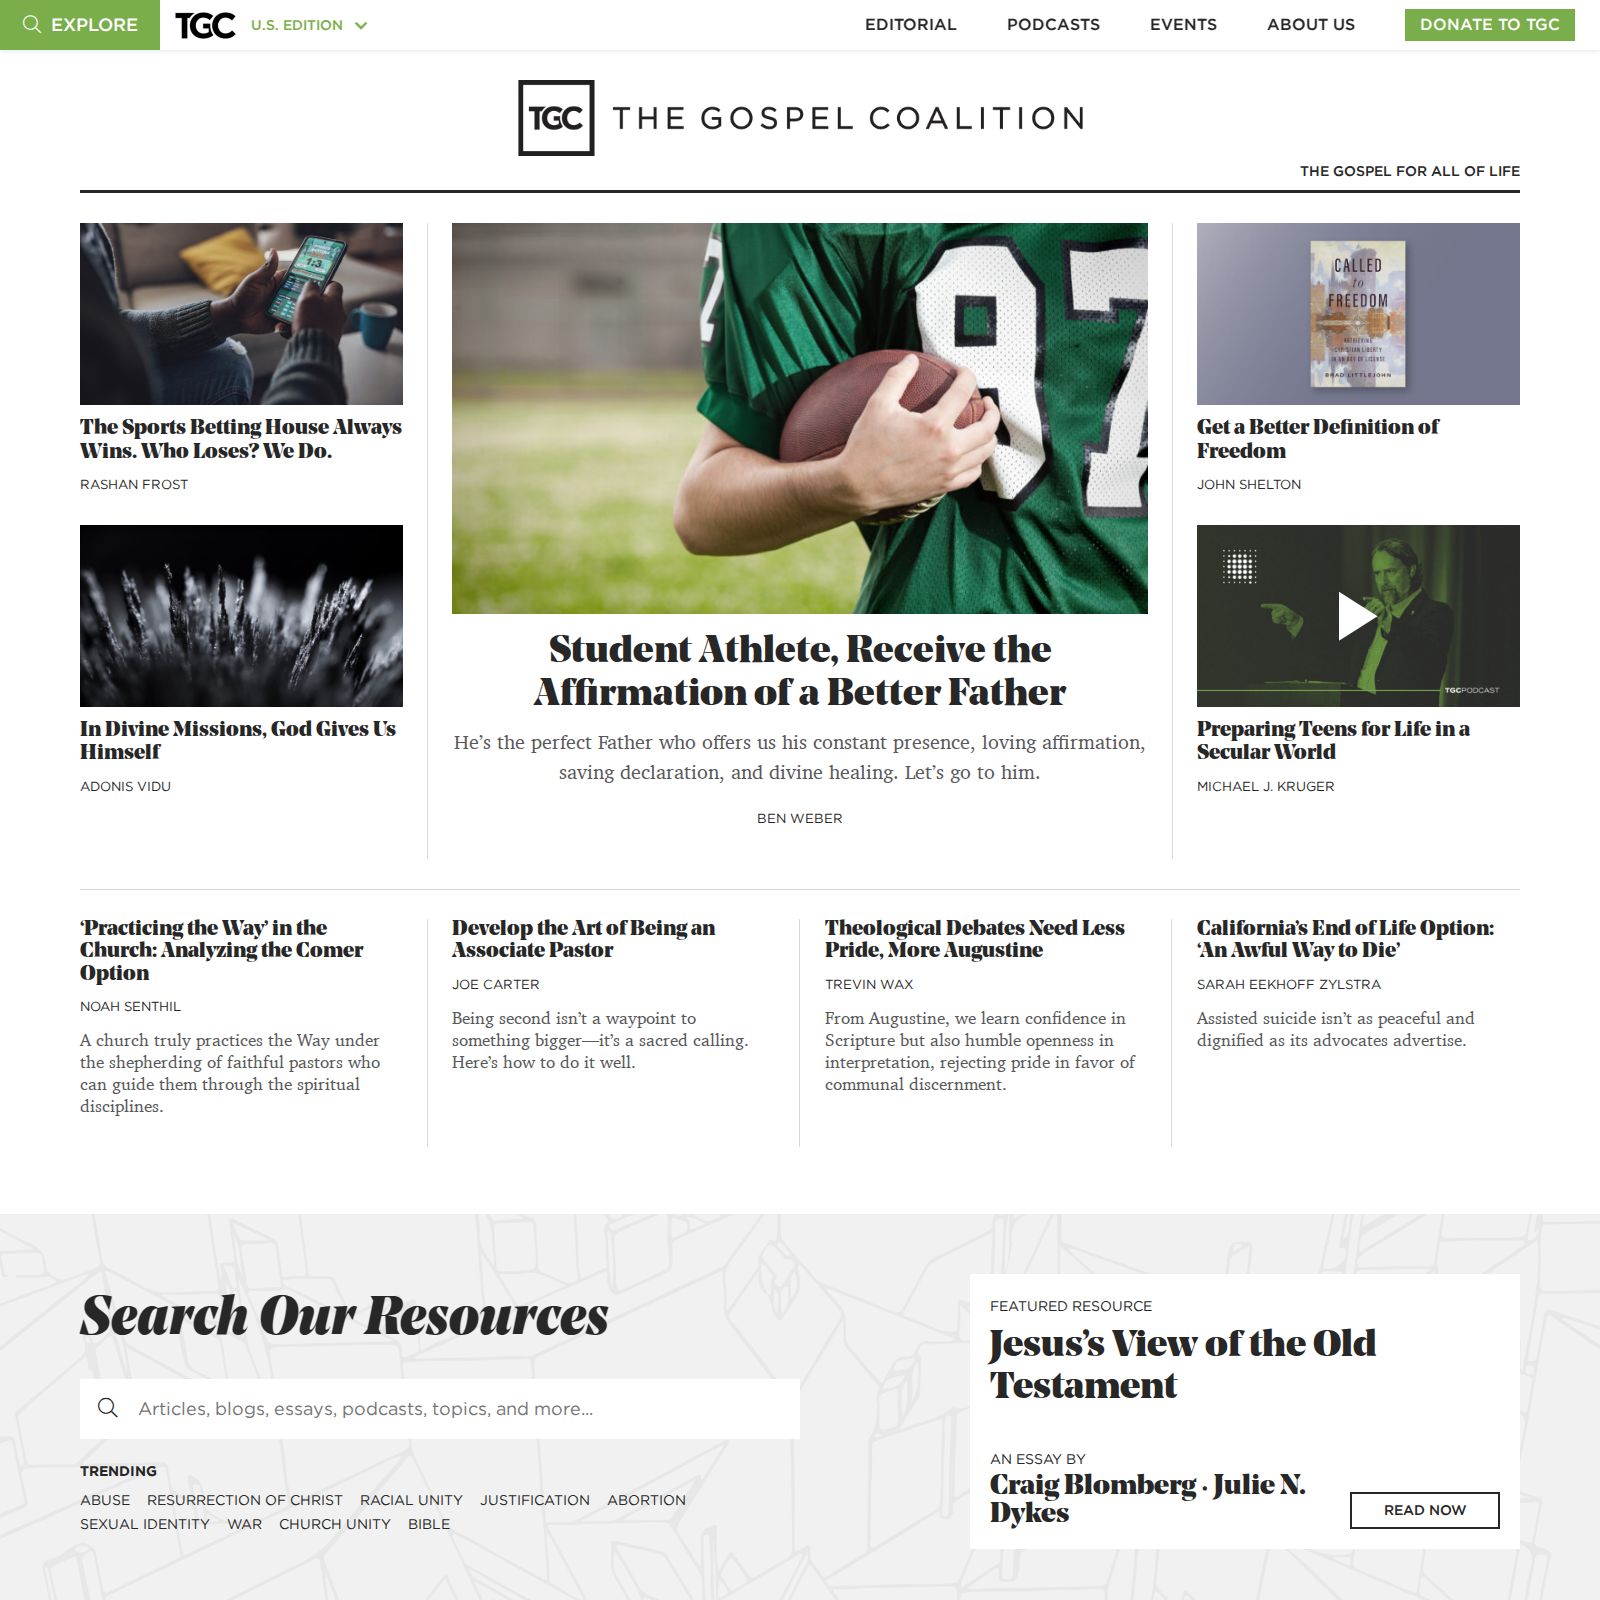 EXPLORE
TGC
U.S. EDITION
EDITORIAL
PODCASTS
EVENTS
ABOUT US
DONATE TO TGC
TGC
THE GOSPEL COALITION
THE GOSPEL FOR ALL OF LIFE
The Sports Betting House Always
Wins. Who Loses? We Do.
RASHAN FROST
In Divine Missions, God Gives Us
Himself
ADONIS VIDU
97
7
Student Athlete, Receive the
Affirmation of a Better Father
He’s the perfect Father who offers us his constant presence, loving affirmation,
saving declaration, and divine healing. Let’s go to him.
BEN WEBER
CALLED
to
FREEDOM
RETRIEVING
CHRISTIAN LIBERTY
IN AN AGE OF LICENSE
BRAD LITTLEJOHN
Get a Better Definition of
Freedom
JOHN SHELTON
TGCPODCAST
Preparing Teens for Life in a
Secular World
MICHAEL J. KRUGER
‘Practicing the Way’ in the
Church: Analyzing the Comer
Option
NOAH SENTHIL
A church truly practices the Way under
the shepherding of faithful pastors who
can guide them through the spiritual
disciplines.
Develop the Art of Being an
Associate Pastor
JOE CARTER
Being second isn’t a waypoint to
something bigger—it’s a sacred calling.
Here’s how to do it well.
Theological Debates Need Less
Pride, More Augustine
TREVIN WAX
From Augustine, we learn confidence in
Scripture but also humble openness in
interpretation, rejecting pride in favor of
communal discernment.
California’s End of Life Option:
‘An Awful Way to Die’
SARAH EEKHOFF ZYLSTRA
Assisted suicide isn’t as peaceful and
dignified as its advocates advertise.
Search Our Resources
Articles, blogs, essays, podcasts, topics, and more...
TRENDING
ABUSE RESURRECTION OF CHRIST RACIAL UNITY JUSTIFICATION ABORTION
SEXUAL IDENTITY WAR CHURCH UNITY BIBLE
FEATURED RESOURCE
Jesus’s View of the Old
Testament
AN ESSAY BY
Craig Blomberg · Julie N.
Dykes
READ NOW